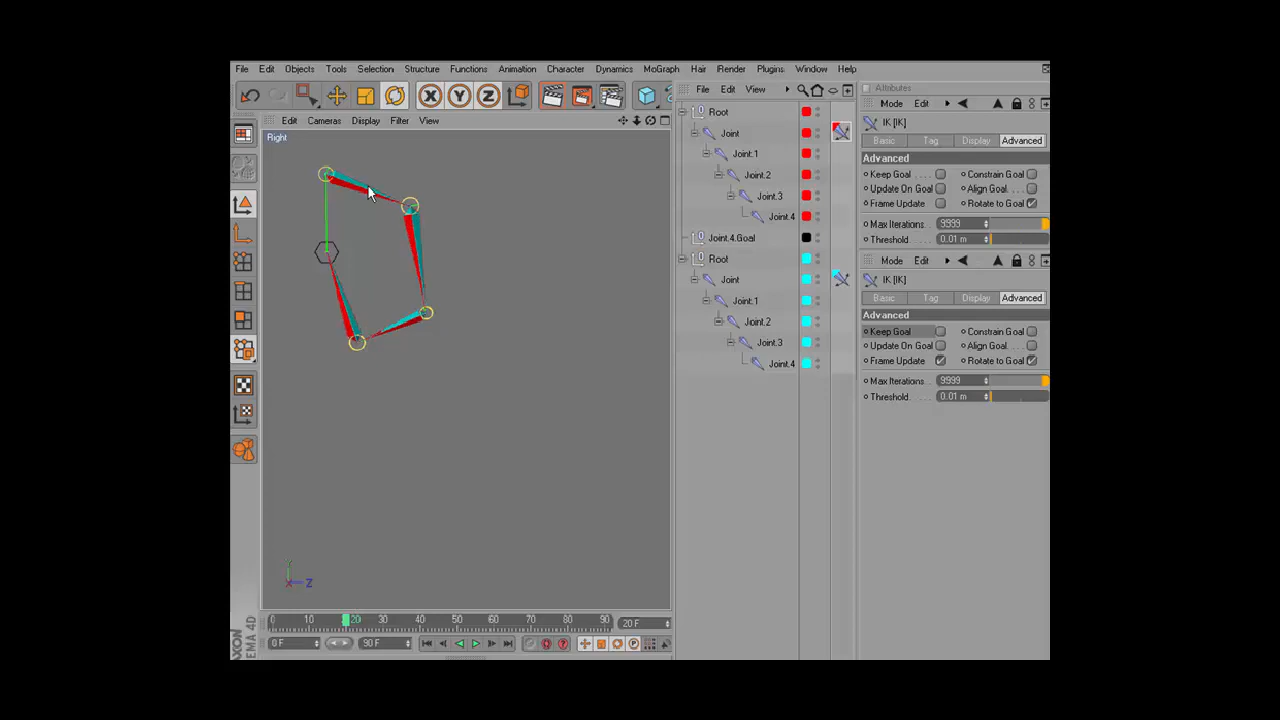 File Edit Objects Tools Selection Structure Functions Animation Character Dynamics MoGraph Hair Render Plugins Window Help
File Edit View
Attributes
Mode Edit
Edit Cameras Display Filter View
Right
Root
Joint
Joint.1
Joint.2
Joint.3
Joint.4
Joint.4.Goal
Root
Joint
Joint.1
Joint.2
Joint.3
Joint.4
IK [IK]
Basic Tag Display Advanced
Advanced
Keep Goal Constrain Goal
Update On Goal Align Goal
Frame Update Rotate to Goal
Max Iterations 9999
Threshold 0.01 m
Mode Edit
IK [IK]
Basic Tag Display Advanced
Advanced
Keep Goal Constrain Goal
Update On Goal Align Goal
Frame Update Rotate to Goal
Max Iterations 9999
Threshold 0.01 m
Y
Z
0 10 20 30 40 50 60 70 80 90 20 F
0 F 90 F
AXON
EMA 4D